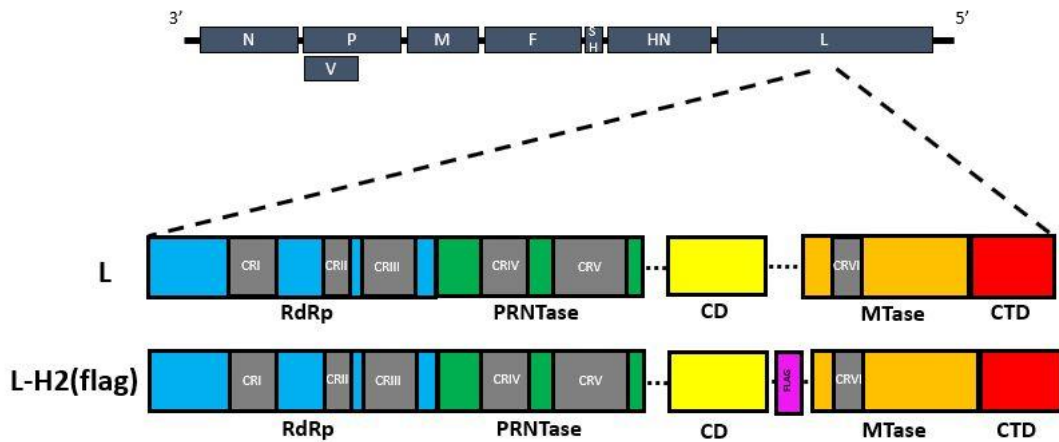 3’ 5’
N P M F SH HN L
V
L
CRI CRII CRIII CRIV CRV CRVI
RdRp PRNTase CD MTase CTD
L-H2(flag)
CRI CRII CRIII CRIV CRV FLAG CRVI
RdRp PRNTase CD MTase CTD